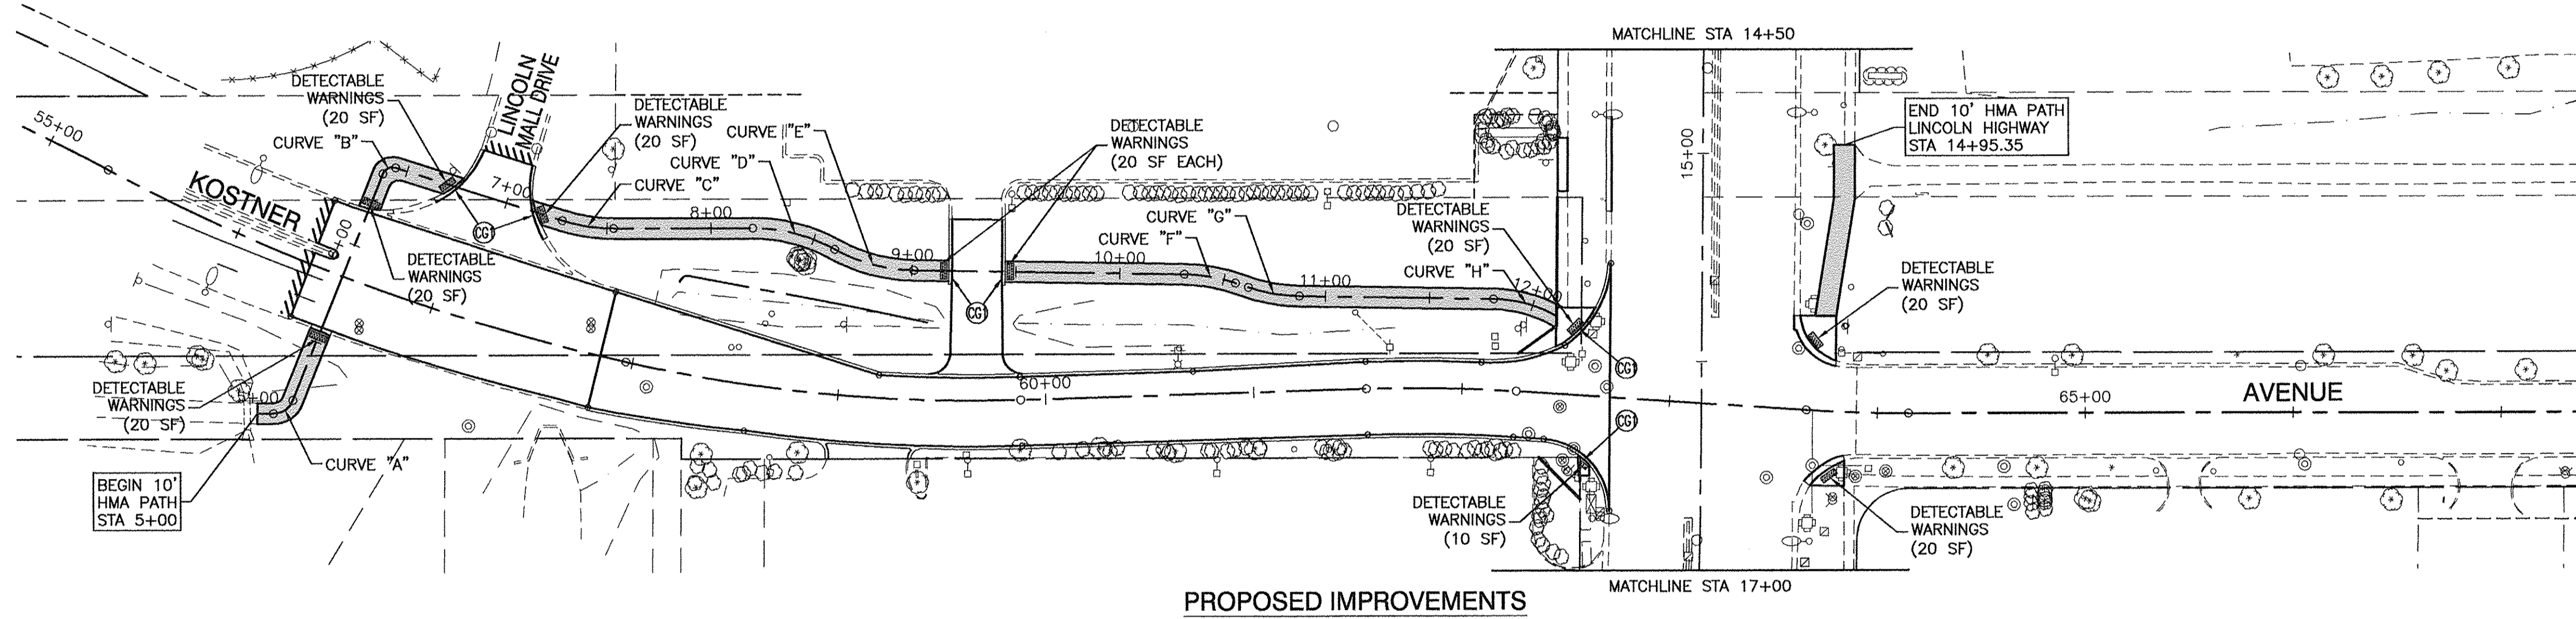 MATCHLINE STA 14+50
DETECTABLE
WARNINGS
(20 SF)
LINCOLN
MALL DRIVE
DETECTABLE
WARNINGS
(20 SF)
CURVE "E"
DETECTABLE
WARNINGS
(20 SF EACH)
END 10' HMA PATH
LINCOLN HIGHWAY
STA 14+95.35
55+00
CURVE "B"
CURVE "D"
CURVE "C"
15+00
KOSTNER
7+00
8+00
CG1
CURVE "G"
CURVE "F"
DETECTABLE
WARNINGS
(20 SF)
9+00
10+00
CURVE "H"
11+00
12+00
DETECTABLE
WARNINGS
(20 SF)
DETECTABLE
WARNINGS
(20 SF)
CG1
CG1
DETECTABLE
WARNINGS
(20 SF)
5+00
60+00
65+00
AVENUE
CG1
CURVE "A"
BEGIN 10'
HMA PATH
STA 5+00
DETECTABLE
WARNINGS
(10 SF)
DETECTABLE
WARNINGS
(20 SF)
MATCHLINE STA 17+00
PROPOSED IMPROVEMENTS